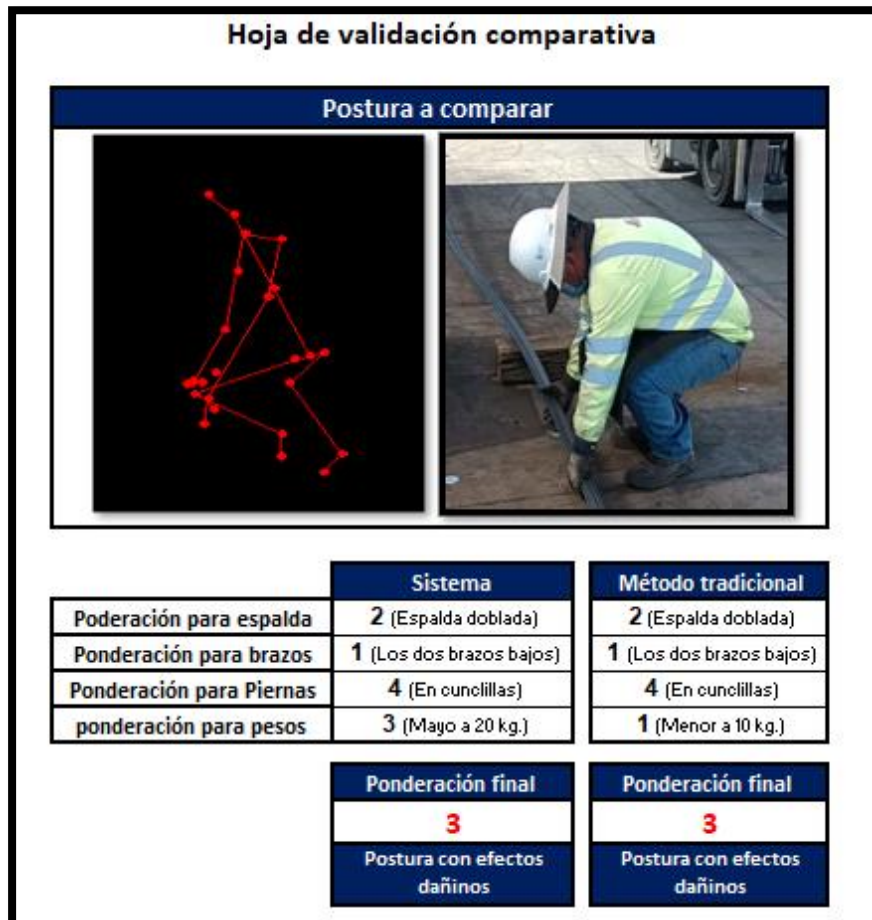 Hoja de validación comparativa
Postura a comparar
Sistema
Método tradicional
Poderación para espalda
2 (Espalda doblada)
2 (Espalda doblada)
Ponderación para brazos
1 (Los dos brazos bajos)
1 (Los dos brazos bajos)
Ponderación para Piernas
4 (En cunclillas)
4 (En cunclillas)
ponderación para pesos
3 (Mayo a 20 kg.)
1 (Menor a 10 kg.)
Ponderación final
Ponderación final
3
3
Postura con efectos
dañinos
Postura con efectos
dañinos